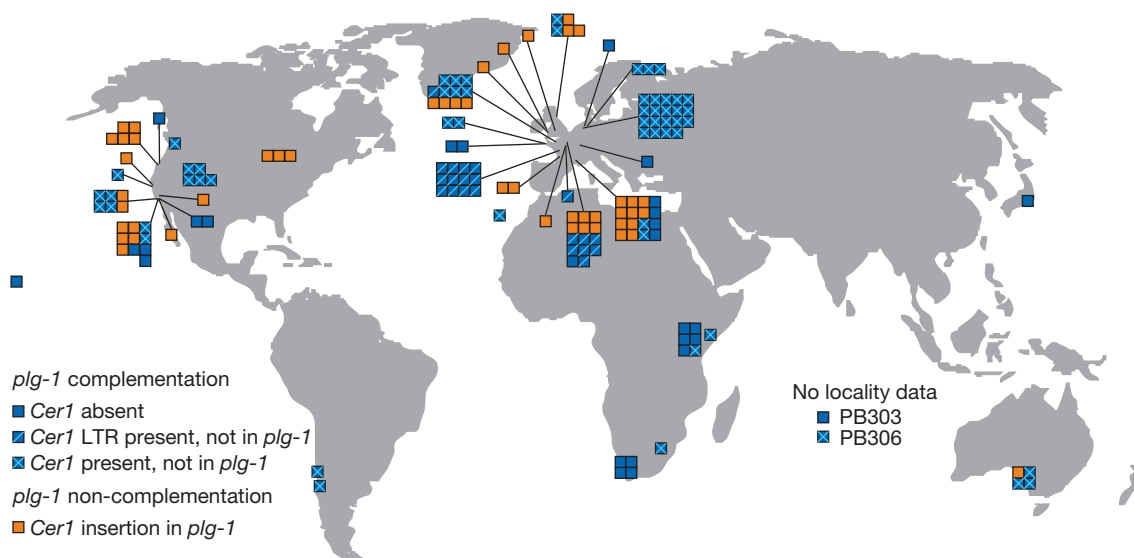 plg-1 complementation
Cer1 absent
Cer1 LTR present, not in plg-1
Cer1 present, not in plg-1
plg-1 non-complementation
Cer1 insertion in plg-1
No locality data
PB303
PB306